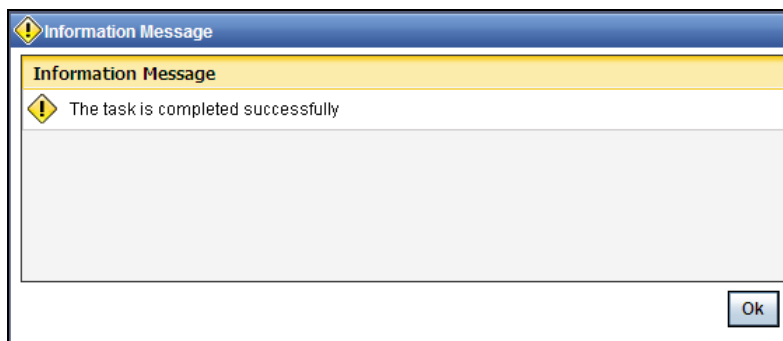 Information Message
Information Message
The task is completed successfully
Ok